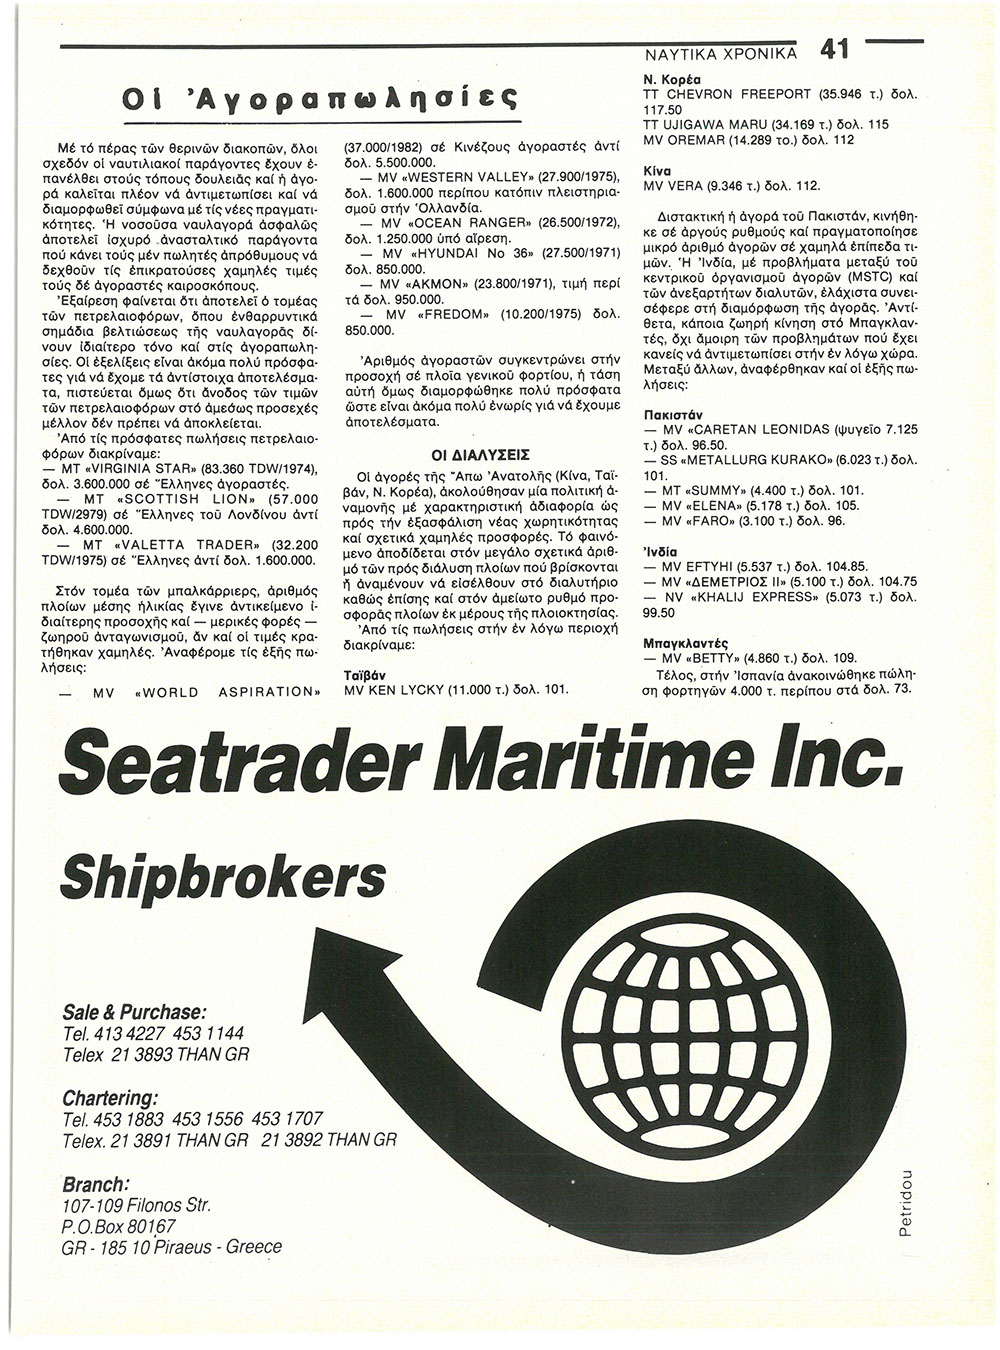 ΝΑΥΤΙΚΑ ΧΡΟΝΙΚΑ 41
Οἱ Ἀγοραπωλησίες
Μέ τό πέρας τῶν θερινῶν διακοπῶν, ὅλοι
σχεδόν οἱ ναυτιλιακοί παράγοντες ἔχουν ἐ-
πανέλθει στούς τόπους δουλειᾶς καί ἡ ἀγο-
ρά καλεῖται πλέον νά ἀντιμετωπίσει καί νά
διαμορφωθεῖ σύμφωνα μέ τίς νέες πραγματι-
κότητες. Ἡ νοσοῦσα ναυλαγορά ἀσφαλῶς
ἀποτελεῖ ἰσχυρό ἀνασταλτικό παράγοντα
πού κάνει τούς μέν πωλητές ἀπρόθυμους νά
δεχθοῦν τίς ἐπικρατοῦσες χαμηλές τιμές
τούς δέ ἀγοραστές καιροσκόπους.
Ἐξαίρεση φαίνεται ὅτι ἀποτελεῖ ὁ τομέας
τῶν πετρελαιοφόρων, ὅπου ἐνθαρρυντικά
σημάδια βελτιώσεως τῆς ναυλαγορᾶς δί-
νουν ἰδιαίτερο τόνο καί στίς ἀγοραπωλη-
σίες. Οἱ ἐξελίξεις εἶναι ἀκόμα πολύ πρόσφα-
τες γιά νά ἔχομε τά ἀντίστοιχα ἀποτελέσμα-
τα, πιστεύεται ὅμως ὅτι ἄνοδος τῶν τιμῶν
τῶν πετρελαιοφόρων στό ἀμεσως προσεχές
μέλλον δέν πρέπει νά ἀποκλείεται.
Ἀπό τίς πρόσφατες πωλήσεις πετρελαιο-
φόρων διακρίναμε:
— MT «VIRGINIA STAR» (83.360 TDW/1974),
δολ. 3.600.000 σέ Ἕλληνες ἀγοραστές.
— MT «SCOTTISH LION» (57.000
TDW/2979) σέ Ἕλληνες τοῦ Λονδίνου ἀντί
δολ. 4.600.000.
— MT «VALETTA TRADER» (32.200
TDW/1975) σέ Ἕλληνες ἀντί δολ. 1.600.000.
Στόν τομέα τῶν μπαλκάρριερς, ἀριθμός
πλοίων μέσης ἡλικίας ἔγινε ἀντικείμενο ἰ-
διαίτερης προσοχῆς καί — μερικές φορές —
ζωηροῦ ἀνταγωνισμοῦ, ἄν καί οἱ τιμές κρα-
τήθηκαν χαμηλές. Ἀναφέρομε τίς ἑξῆς πω-
λήσεις:
— MV «WORLD ASPIRATION»
(37.000/1982) σέ Κινέζους ἀγοραστές ἀντί
δολ. 5.500.000.
— MV «WESTERN VALLEY» (27.900/1975),
δολ. 1.600.000 περίπου κατόπιν πλειστηρια-
σμοῦ στήν Ὁλλανδία.
— MV «OCEAN RANGER» (26.500/1972),
δολ. 1.250.000 ὑπό αἵρεση.
— MV «HYUNDAI No 36» (27.500/1971)
δολ. 850.000.
— MV «AKMON» (23.800/1971), τιμή περί
τά δολ. 950.000.
— MV «FREDOM» (10.200/1975) δολ.
850.000.
Ἀριθμός ἀγοραστῶν συγκεντρώνει στήν
προσοχή σέ πλοῖα γενικοῦ φορτίου, ἡ τάση
αὐτή ὅμως διαμορφώθηκε πολύ πρόσφατα
ὥστε εἶναι ἀκόμα πολύ ἐνωρίς γιά νά ἔχουμε
ἀποτελέσματα.
ΟΙ ΔΙΑΛΥΣΕΙΣ
Οἱ ἀγορές τῆς Ἄπω Ἀνατολῆς (Κίνα, Ταϊ-
βάν, Ν. Κορέα), ἀκολούθησαν μία πολιτική ἀ-
ναμονῆς μέ χαρακτηριστική ἀδιαφορία ὡς
πρός τήν ἐξασφάλιση νέας χωρητικότητας
καί σχετικά χαμηλές προσφορές. Τό φαινό-
μενο ἀποδίδεται στόν μεγάλο σχετικά ἀριθ-
μό τῶν πρός διάλυση πλοίων πού βρίσκονται
ἤ ἀναμένουν νά εἰσέλθουν στό διαλυτήριο
καθώς ἐπίσης καί στόν ἀμείωτο ρυθμό προ-
σφορᾶς πλοίων ἐκ μέρους τῆς πλοιοκτησίας.
Ἀπό τίς πωλήσεις στήν ἐν λόγω περιοχή
διακρίναμε:
Ταϊβάν
MV KEN LYCKY (11.000 τ.) δολ. 101.
Ν. Κορέα
TT CHEVRON FREEPORT (35.946 τ.) δολ.
117.50
TT UJIGAWA MARU (34.169 τ.) δολ. 115
MV OREMAR (14.289 το.) δολ. 112
Κίνα
MV VERA (9.346 τ.) δολ. 112.
Διστακτική ἡ ἀγορά τοῦ Πακιστάν, κινήθη-
κε σέ ἀργούς ρυθμούς καί πραγματοποίησε
μικρό ἀριθμό ἀγορῶν σέ χαμηλά ἐπίπεδα τι-
μῶν. Ἡ Ἰνδία, μέ προβλήματα μεταξύ τοῦ
κεντρικοῦ ὀργανισμοῦ ἀγορῶν (MSTC) καί
τῶν ἀνεξαρτήτων διαλυτῶν, ἐλάχιστα συνει-
σέφερε στή διαμόρφωση τῆς ἀγορᾶς. Ἀντί-
θετα, κάποια ζωηρή κίνηση στό Μπαγκλαν-
τές, ὄχι ἄμοιρη τῶν προβλημάτων πού ἔχει
κανείς νά ἀντιμετωπίσει στήν ἐν λόγω χώρα.
Μεταξύ ἄλλων, ἀναφέρθηκαν καί οἱ ἑξῆς πω-
λήσεις:
Πακιστάν
— MV «CARETAN LEONIDAS (ψυγεῖο 7.125
τ.) δολ. 96.50.
— SS «METALLURG KURAKO» (6.023 τ.) δολ.
101.
— MT «SUMMY» (4.400 τ.) δολ. 101.
— MV «ELENA» (5.178 τ.) δολ. 105.
— MV «FARO» (3.100 τ.) δολ. 96.
Ἰνδία
— MV EFTYHI (5.537 τ.) δολ. 104.85.
— MV «ΔΕΜΕΤΡΙΟΣ ΙΙ» (5.100 τ.) δολ. 104.75
— NV «KHALIJ EXPRESS» (5.073 τ.) δολ.
99.50
Μπαγκλαντές
— MV «BETTY» (4.860 τ.) δολ. 109.
Τέλος, στήν Ἰσπανία ἀνακοινώθηκε πώλη-
ση φορτηγῶν 4.000 τ. περίπου στά δολ. 73.
Seatrader Maritime Inc.
Shipbrokers
Sale & Purchase:
Tel. 413 4227 453 1144
Telex 21 3893 THAN GR
Chartering:
Tel. 453 1883 453 1556 453 1707
Telex. 21 3891 THAN GR 21 3892 THAN GR
Branch:
107-109 Filonos Str.
P.O.Box 80167
GR - 185 10 Piraeus - Greece
Petridou